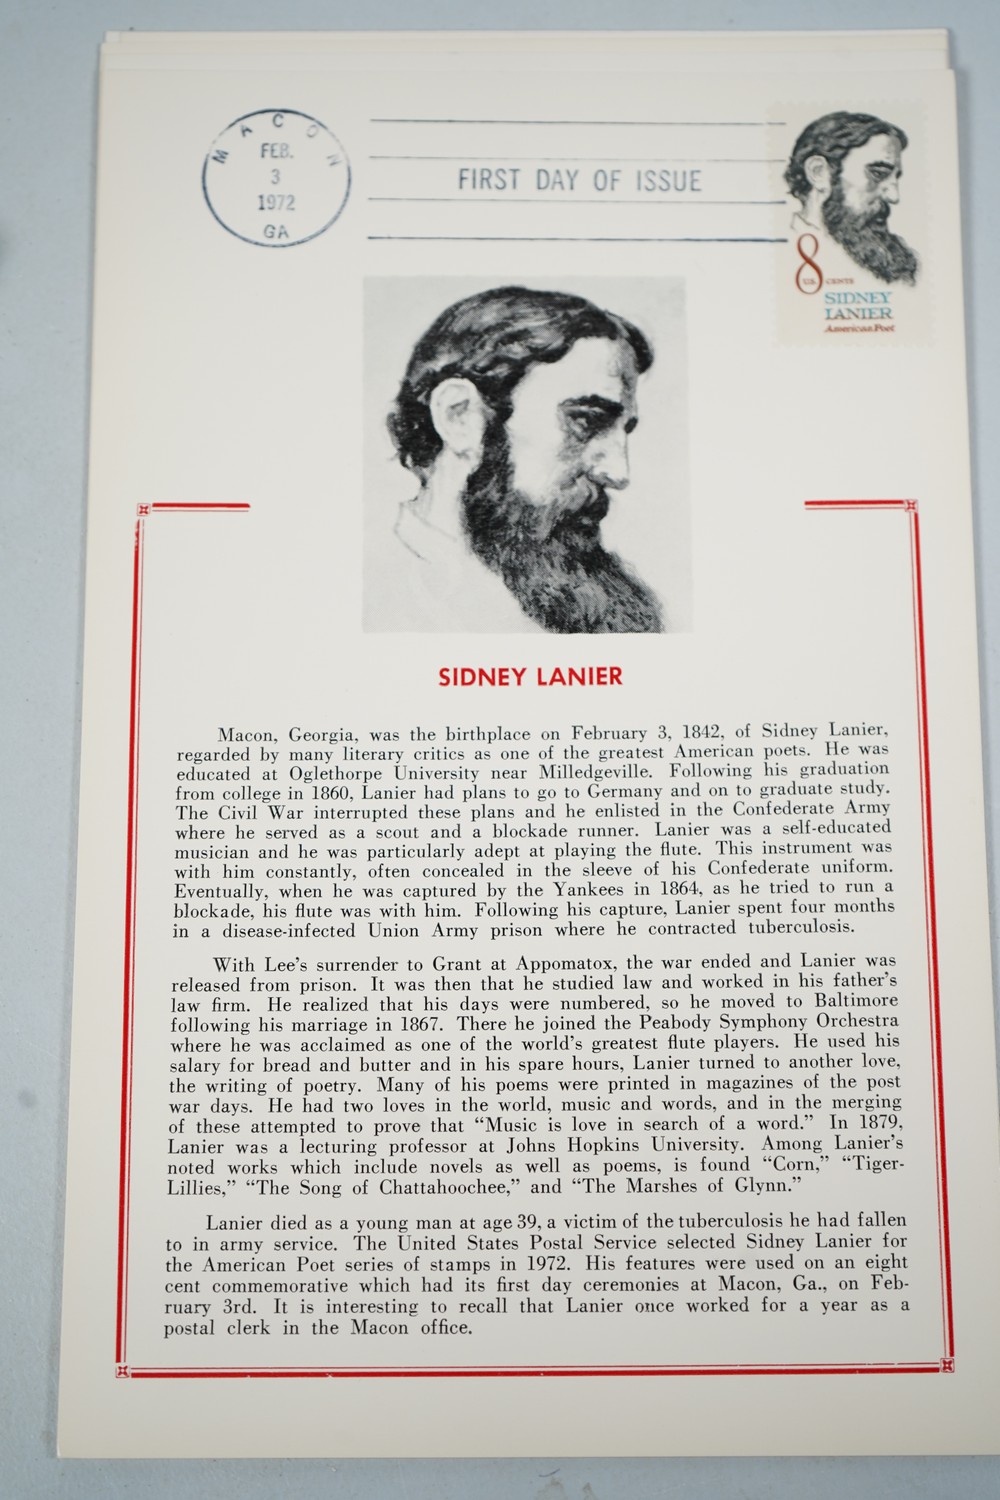 MACON
FEB.
3
1972
GA
FIRST DAY OF ISSUE
8
U.S. CENTS
SIDNEY
LANIER
American Poet
SIDNEY LANIER
Macon, Georgia, was the birthplace on February 3, 1842, of Sidney Lanier,
regarded by many literary critics as one of the greatest American poets. He was
educated at Oglethorpe University near Milledgeville. Following his graduation
from college in 1860, Lanier had plans to go to Germany and on to graduate study.
The Civil War interrupted these plans and he enlisted in the Confederate Army
where he served as a scout and a blockade runner. Lanier was a self-educated
musician and he was particularly adept at playing the flute. This instrument was
with him constantly, often concealed in the sleeve of his Confederate uniform.
Eventually, when he was captured by the Yankees in 1864, as he tried to run a
blockade, his flute was with him. Following his capture, Lanier spent four months
in a disease-infected Union Army prison where he contracted tuberculosis.
With Lee's surrender to Grant at Appomatox, the war ended and Lanier was
released from prison. It was then that he studied law and worked in his father's
law firm. He realized that his days were numbered, so he moved to Baltimore
following his marriage in 1867. There he joined the Peabody Symphony Orchestra
where he was acclaimed as one of the world's greatest flute players. He used his
salary for bread and butter and in his spare hours, Lanier turned to another love,
the writing of poetry. Many of his poems were printed in magazines of the post
war days. He had two loves in the world, music and words, and in the merging
of these attempted to prove that "Music is love in search of a word." In 1879,
Lanier was a lecturing professor at Johns Hopkins University. Among Lanier's
noted works which include novels as well as poems, is found "Corn," "Tiger-
Lillies," "The Song of Chattahoochee," and "The Marshes of Glynn."
Lanier died as a young man at age 39, a victim of the tuberculosis he had fallen
to in army service. The United States Postal Service selected Sidney Lanier for
the American Poet series of stamps in 1972. His features were used on an eight
cent commemorative which had its first day ceremonies at Macon, Ga., on Feb-
ruary 3rd. It is interesting to recall that Lanier once worked for a year as a
postal clerk in the Macon office.